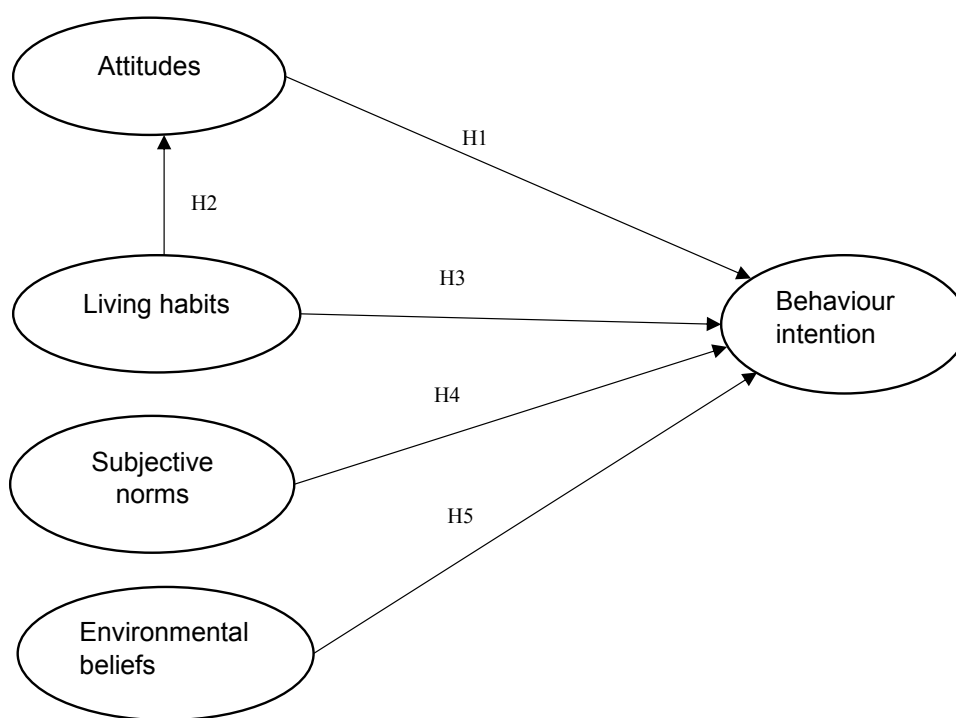 Attitudes
H1
H2
Living habits
H3
Behaviour
intention
H4
Subjective
norms
H5
Environmental
beliefs